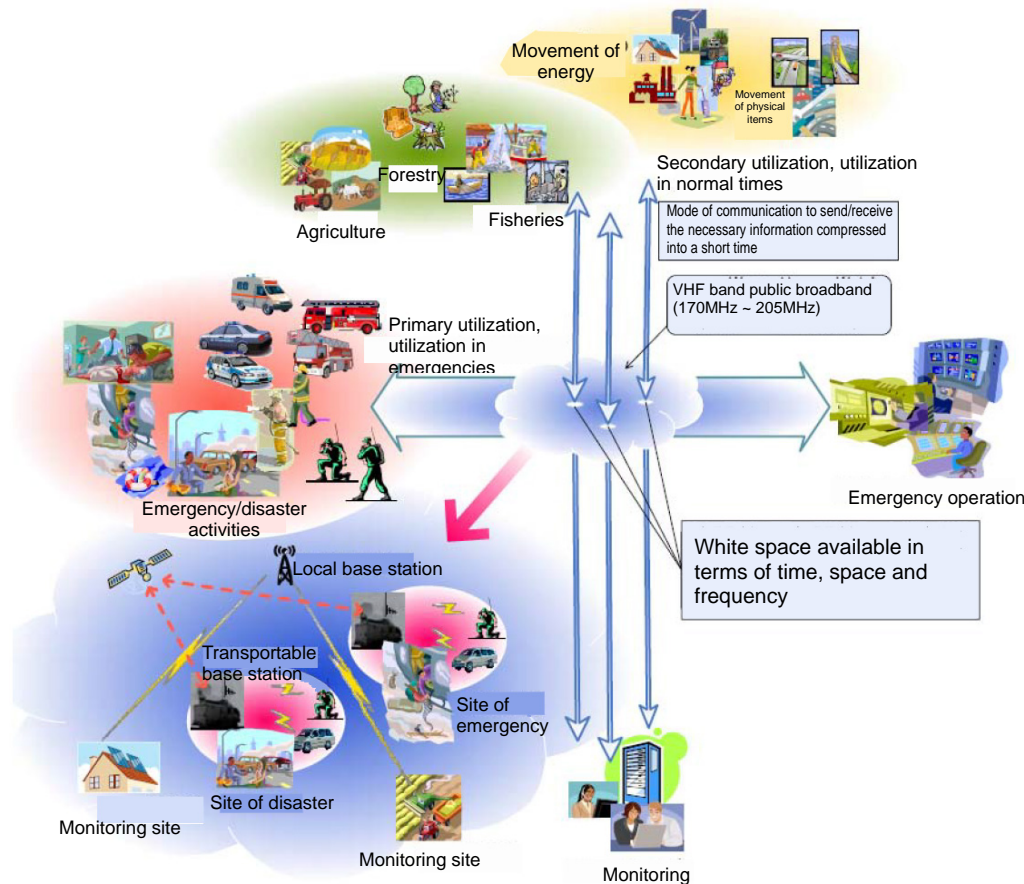 Movement of
energy
Movement
of physical
items
Forestry
Agriculture
Fisheries
Secondary utilization, utilization
in normal times
Mode of communication to send/receive
the necessary information compressed
into a short time
VHF band public broadband
(170MHz ~ 205MHz)
Primary utilization,
utilization in
emergencies
Emergency/disaster
activities
Emergency operation
White space available in
terms of time, space and
frequency
Local base station
Transportable
base station
Site of
emergency
Site of disaster
Monitoring site
Monitoring site
Monitoring